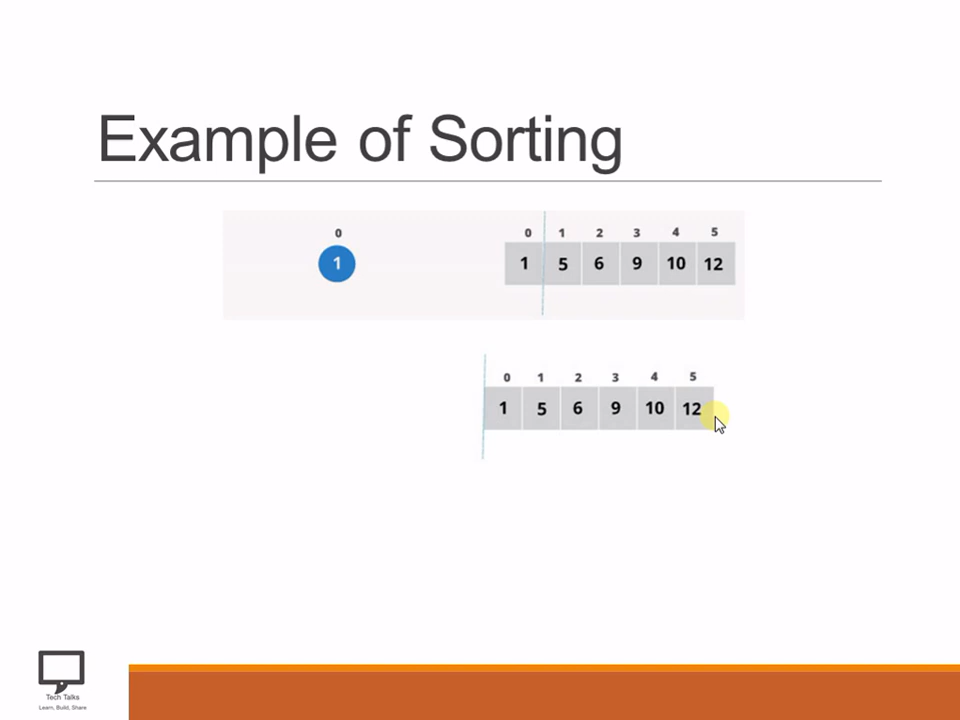 Example of Sorting
0 0 1 2 3 4 5
1 1 5 6 9 10 12
0 1 2 3 4 5
1 5 6 9 10 12
Tech Talks
Learn, Build, Share